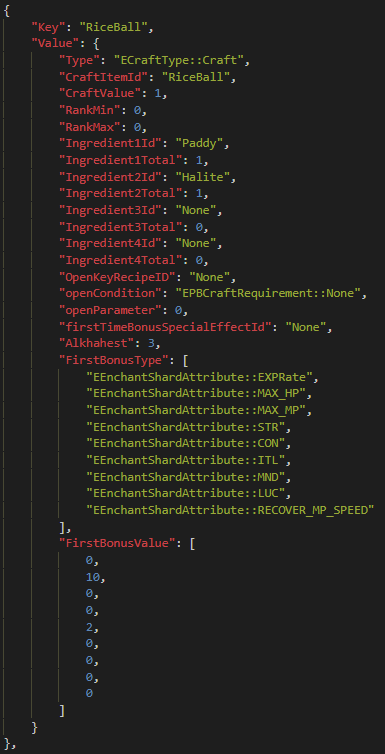 {
    "Key": "RiceBall",
    "Value": {
        "Type": "ECraftType::Craft",
        "CraftItemId": "RiceBall",
        "CraftValue": 1,
        "RankMin": 0,
        "RankMax": 0,
        "Ingredient1Id": "Paddy",
        "Ingredient1Total": 1,
        "Ingredient2Id": "Halite",
        "Ingredient2Total": 1,
        "Ingredient3Id": "None",
        "Ingredient3Total": 0,
        "Ingredient4Id": "None",
        "Ingredient4Total": 0,
        "OpenKeyRecipeID": "None",
        "openCondition": "EPBCraftRequirement::None",
        "openParameter": 0,
        "firstTimeBonusSpecialEffectId": "None",
        "Alkhahest": 3,
        "FirstBonusType": [
            "EEnchantShardAttribute::EXPRate",
            "EEnchantShardAttribute::MAX_HP",
            "EEnchantShardAttribute::MAX_MP",
            "EEnchantShardAttribute::STR",
            "EEnchantShardAttribute::CON",
            "EEnchantShardAttribute::ITL",
            "EEnchantShardAttribute::MND",
            "EEnchantShardAttribute::LUC",
            "EEnchantShardAttribute::RECOVER_MP_SPEED"
        ],
        "FirstBonusValue": [
            0,
            10,
            0,
            0,
            2,
            0,
            0,
            0,
            0
        ]
    }
},